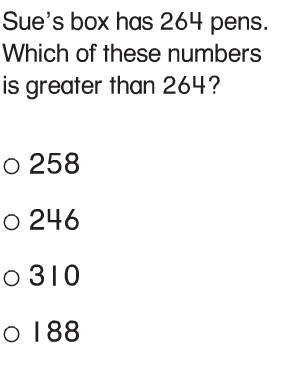 Sue's box has 264 pens.
Which of these numbers
is greater than 264?
258
246
310
188